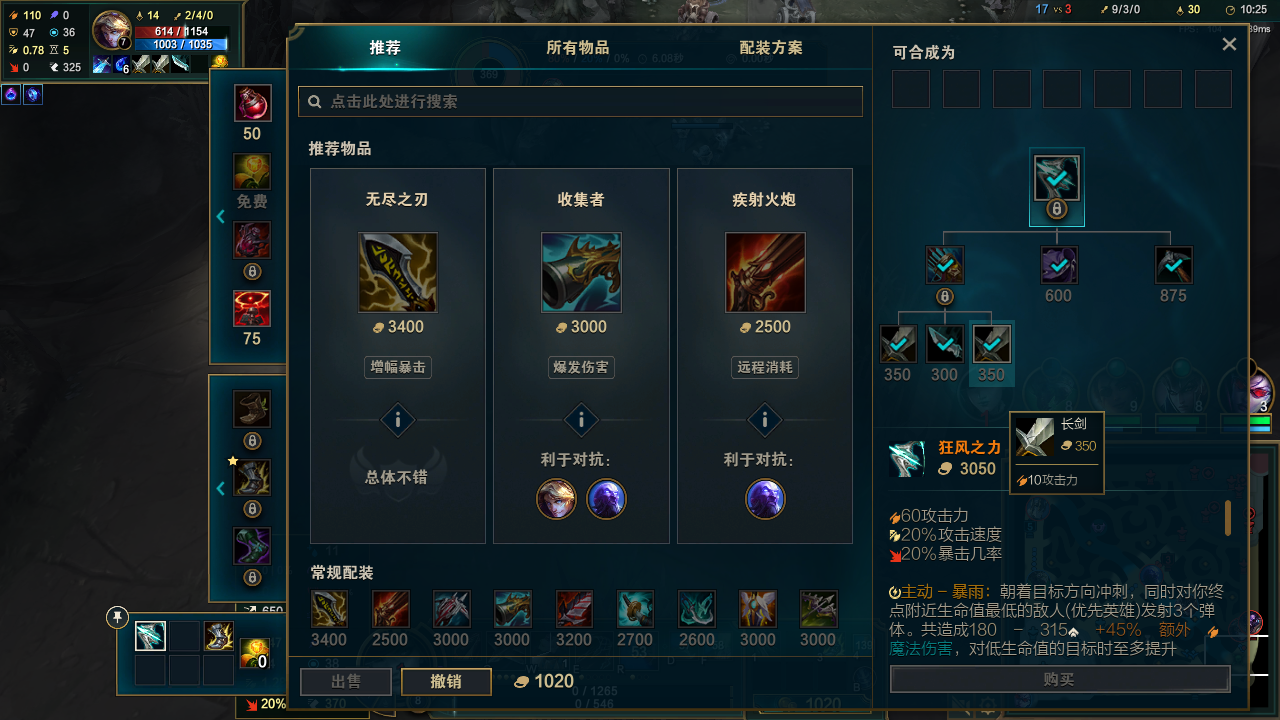 110 0
14
2/4/0
17 vs 3
9/3/0
30
10:25
47 36
614 / 1154
0.78 5
1003 / 1035
7
0 325
6
推荐
所有物品
配装方案
可合成为
369
点击此处进行搜索
50
推荐物品
免费
无尽之刃
收集者
疾射火炮
3400
3000
2500
75
600
875
增幅暴击
爆发伤害
远程消耗
350
300
350
利于对抗:
利于对抗:
总体不错
长剑
350
10攻击力
狂风之力
3050
60攻击力
20%攻击速度
20%暴击几率
常规配装
主动 – 暴雨: 朝着目标方向冲刺，同时对你终
点附近生命值最低的敌人(优先英雄)发射3个弹
体。共造成180 – 315 +45% 额外
魔法伤害, 对低生命值的目标时至多提升
3400
2500
3000
3000
3200
2700
2600
3000
3000
650
0
出售
撤销
1020
购买
20%
370
0 / 1265
0 / 546
1020